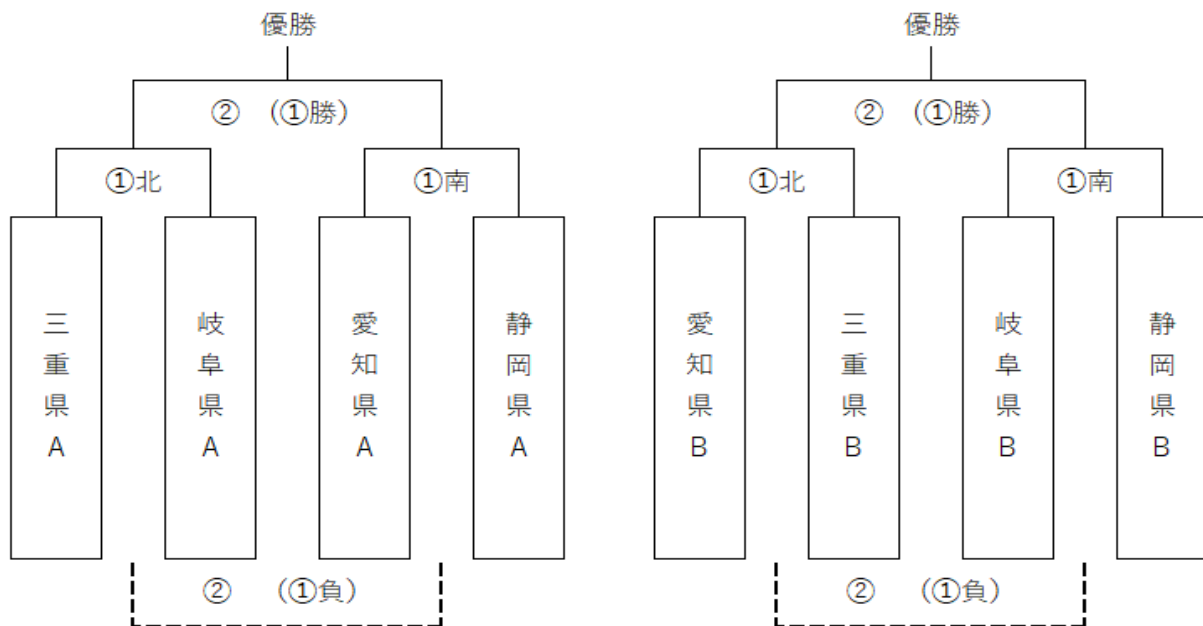 優勝
② (①勝)
①北
①南
三重県A
岐阜県A
愛知県A
静岡県A
② (①負)
優勝
② (①勝)
①北
①南
愛知県B
三重県B
岐阜県B
静岡県B
② (①負)